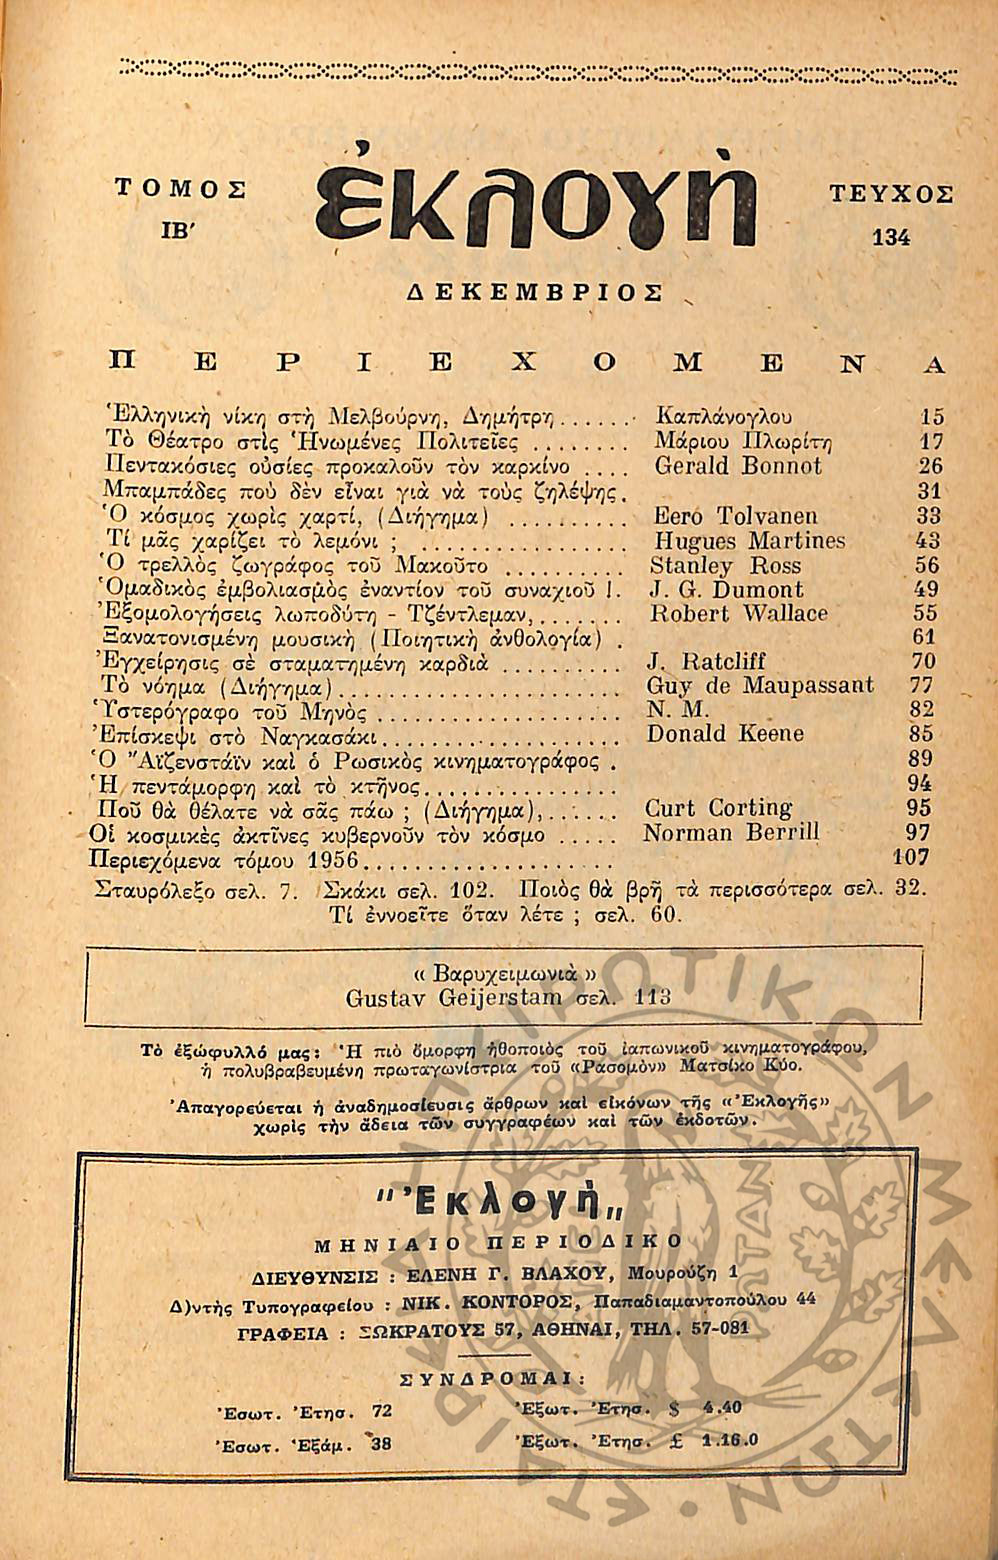 ΤΟΜΟΣ
ΙΒ′
ἐκλογὴ
ΤΕΥΧΟΣ
134
ΔΕΚΕΜΒΡΙΟΣ
ΠΕΡΙΕΧΟΜΕΝΑ
Ἑλληνικὴ νίκη στὴ Μελβούρνη, Δημήτρη...... Καπλάνογλου 15
Τὸ Θέατρο στὶς Ἡνωμένες Πολιτεῖες ........ Μάριου Πλωρίτη 17
Πεντακόσιες οὐσίες προκαλοῦν τὸν καρκίνο .... Gerald Bonnot 26
Μπαμπάδες ποὺ δὲν εἶναι γιὰ νὰ τοὺς ζηλέψης. 31
Ὁ κόσμος χωρὶς χαρτί, (Διήγημα) .......... Eero Tolvanen 33
Τί μᾶς χαρίζει τὸ λεμόνι ; ................. Hugues Martines 43
Ὁ τρελλὸς ζωγράφος τοῦ Μακοῦτο .......... Stanley Ross 56
Ὁμαδικὸς ἐμβολιασμὸς ἐναντίον τοῦ συναχιοῦ !. J. G. Dumont 49
Ἐξομολογήσεις λωποδύτη - Τζέντλεμαν,....... Robert Wallace 55
Ξανατονισμένη μουσικὴ (Ποιητικὴ ἀνθολογία) . 61
Ἐγχείρησις σὲ σταματημένη καρδιὰ .......... J. Ratcliff 70
Τὸ νόημα (Διήγημα)....................... Guy de Maupassant 77
Ὑστερόγραφο τοῦ Μηνὸς .................... N. M. 82
Ἐπίσκεψι στὸ Ναγκασάκι.................... Donald Keene 85
Ὁ Ἀϊζενστάϊν καὶ ὁ Ρωσικὸς κινηματογράφος . 89
Ἡ πεντάμορφη καὶ τὸ κτῆνος................ 94
Ποῦ θὰ θέλατε νὰ σᾶς πάω ; (Διήγημα),...... Curt Corting 95
Οἱ κοσμικὲς ἀκτῖνες κυβερνοῦν τὸν κόσμο ..... Norman Berrill 97
Περιεχόμενα τόμου 1956..................... 107
Σταυρόλεξο σελ. 7. Σκάκι σελ. 102. Ποιὸς θὰ βρῆ τὰ περισσότερα σελ. 32.
Τί ἐννοεῖτε ὅταν λέτε ; σελ. 60.
« Βαρυχειμωνιὰ »
Gustav Geijerstam σελ. 113
Τὸ ἐξώφυλλό μας: Ἡ πιὸ ὄμορφη ἠθοποιὸς τοῦ ἰαπωνικοῦ κινηματογράφου,
ἡ πολυβραβευμένη πρωταγωνίστρια τοῦ «Ρασομὸν» Ματσίκο Κύο.
Ἀπαγορεύεται ἡ ἀναδημοσίευσις ἄρθρων καὶ εἰκόνων τῆς «Ἐκλογῆς»
χωρὶς τὴν ἄδεια τῶν συγγραφέων καὶ τῶν ἐκδοτῶν.
"Ἐκλογὴ„
ΜΗΝΙΑΙΟ ΠΕΡΙΟΔΙΚΟ
ΔΙΕΥΘΥΝΣΙΣ : ΕΛΕΝΗ Γ. ΒΛΑΧΟΥ, Μουρούζη 1
Δ)ντὴς Τυπογραφείου : ΝΙΚ. ΚΟΝΤΟΡΟΣ, Παπαδιαμαντοπούλου 44
ΓΡΑΦΕΙΑ : ΣΩΚΡΑΤΟΥΣ 57, ΑΘΗΝΑΙ, ΤΗΛ. 57-081
ΣΥΝΔΡΟΜΑΙ:
Ἐσωτ. Ἐτησ. 72 Ἐξωτ. Ἐτησ. $ 4.40
Ἐσωτ. Ἑξάμ. 38 Ἐξωτ. Ἐτησ. £ 1.16.0